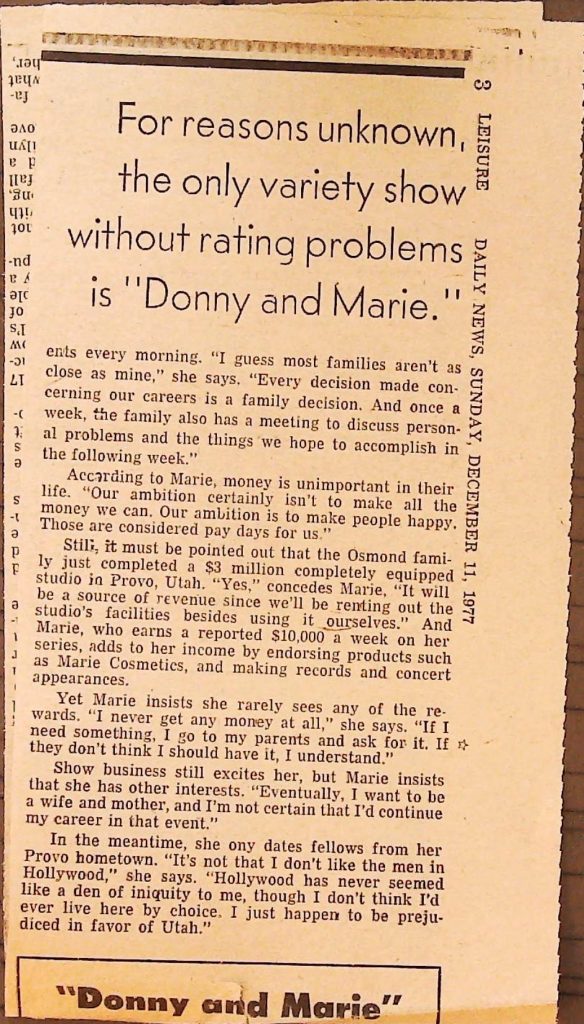 For reasons unknown,
the only variety show
without rating problems
is "Donny and Marie."
3 LEISURE DAILY NEWS, SUNDAY, DECEMBER 11, 1977
ents every morning. “I guess most families aren’t as
close as mine,” she says. “Every decision made con-
cerning our careers is a family decision. And once a
week, the family also has a meeting to discuss person-
al problems and the things we hope to accomplish in
the following week.”
According to Marie, money is unimportant in their
life. “Our ambition certainly isn’t to make all the
money we can. Our ambition is to make people happy.
Those are considered pay days for us.”
Still, it must be pointed out that the Osmond fami-
ly just completed a $3 million completely equipped
studio in Provo, Utah. “Yes,” concedes Marie, “It will
be a source of revenue since we’ll be renting out the
studio’s facilities besides using it ourselves.” And
Marie, who earns a reported $10,000 a week on her
series, adds to her income by endorsing products such
as Marie Cosmetics, and making records and concert
appearances.
Yet Marie insists she rarely sees any of the re-
wards. “I never get any money at all,” she says. “If I
need something, I go to my parents and ask for it. If
they don’t think I should have it, I understand.”
Show business still excites her, but Marie insists
that she has other interests. “Eventually, I want to be
a wife and mother, and I’m not certain that I’d continue
my career in that event.”
In the meantime, she ony dates fellows from her
Provo hometown. “It’s not that I don’t like the men in
Hollywood,” she says. “Hollywood has never seemed
like a den of iniquity to me, though I don’t think I’d
ever live here by choice. I just happen to be preju-
diced in favor of Utah.”
“Donny and Marie”